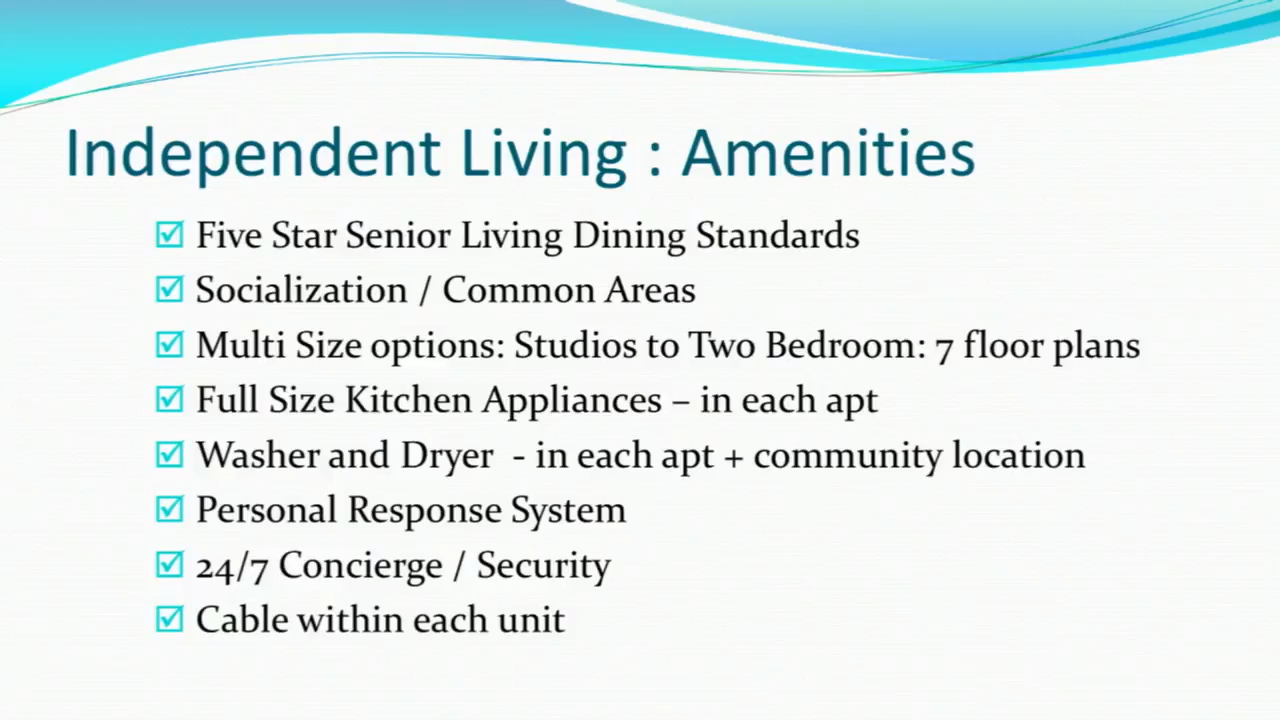 Independent Living : Amenities
Five Star Senior Living Dining Standards
Socialization / Common Areas
Multi Size options: Studios to Two Bedroom: 7 floor plans
Full Size Kitchen Appliances – in each apt
Washer and Dryer  - in each apt + community location
Personal Response System
24/7 Concierge / Security
Cable within each unit